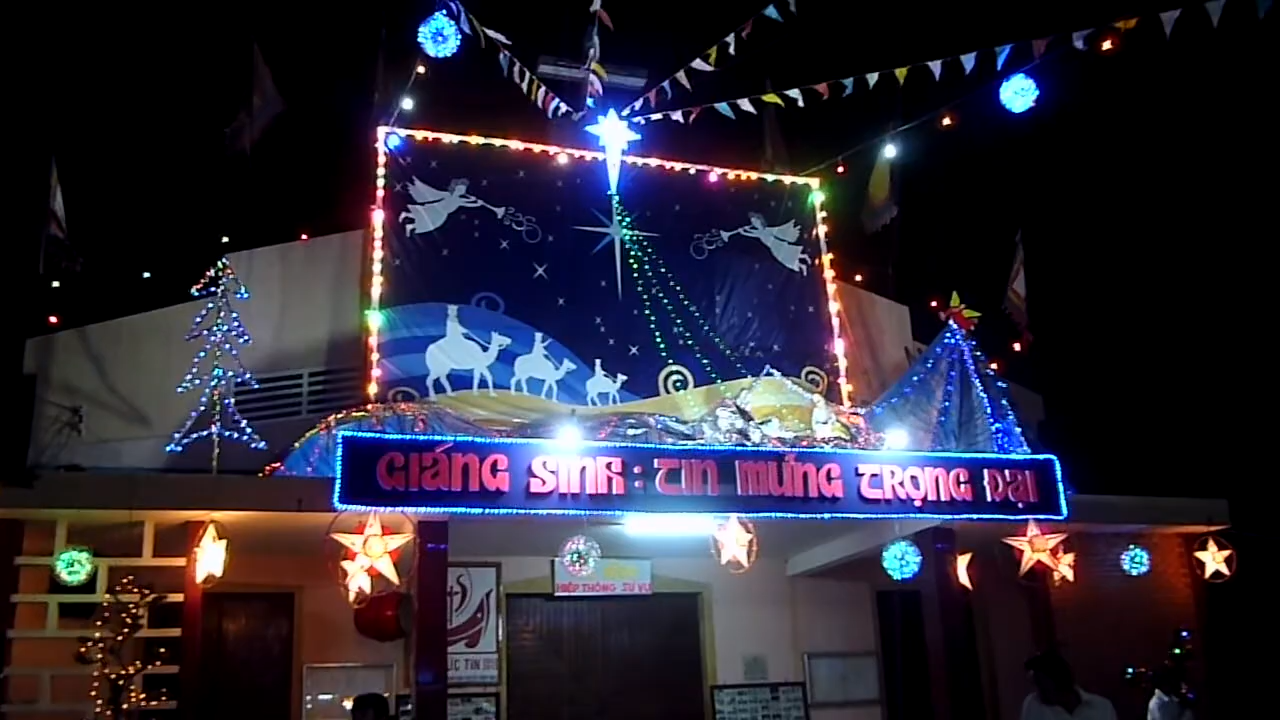 GIÁNG SINH : TIN MỪNG TRỌNG ĐẠI
HIỆP THÔNG SỨ VỤ